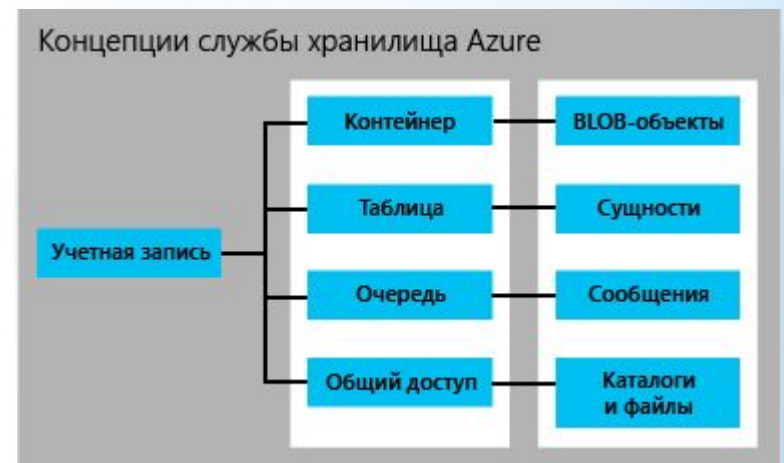 Концепции службы хранилища Azure
Контейнер
BLOB-объекты
Таблица
Сущности
Учетная запись
Очередь
Сообщения
Общий доступ
Каталоги
и файлы